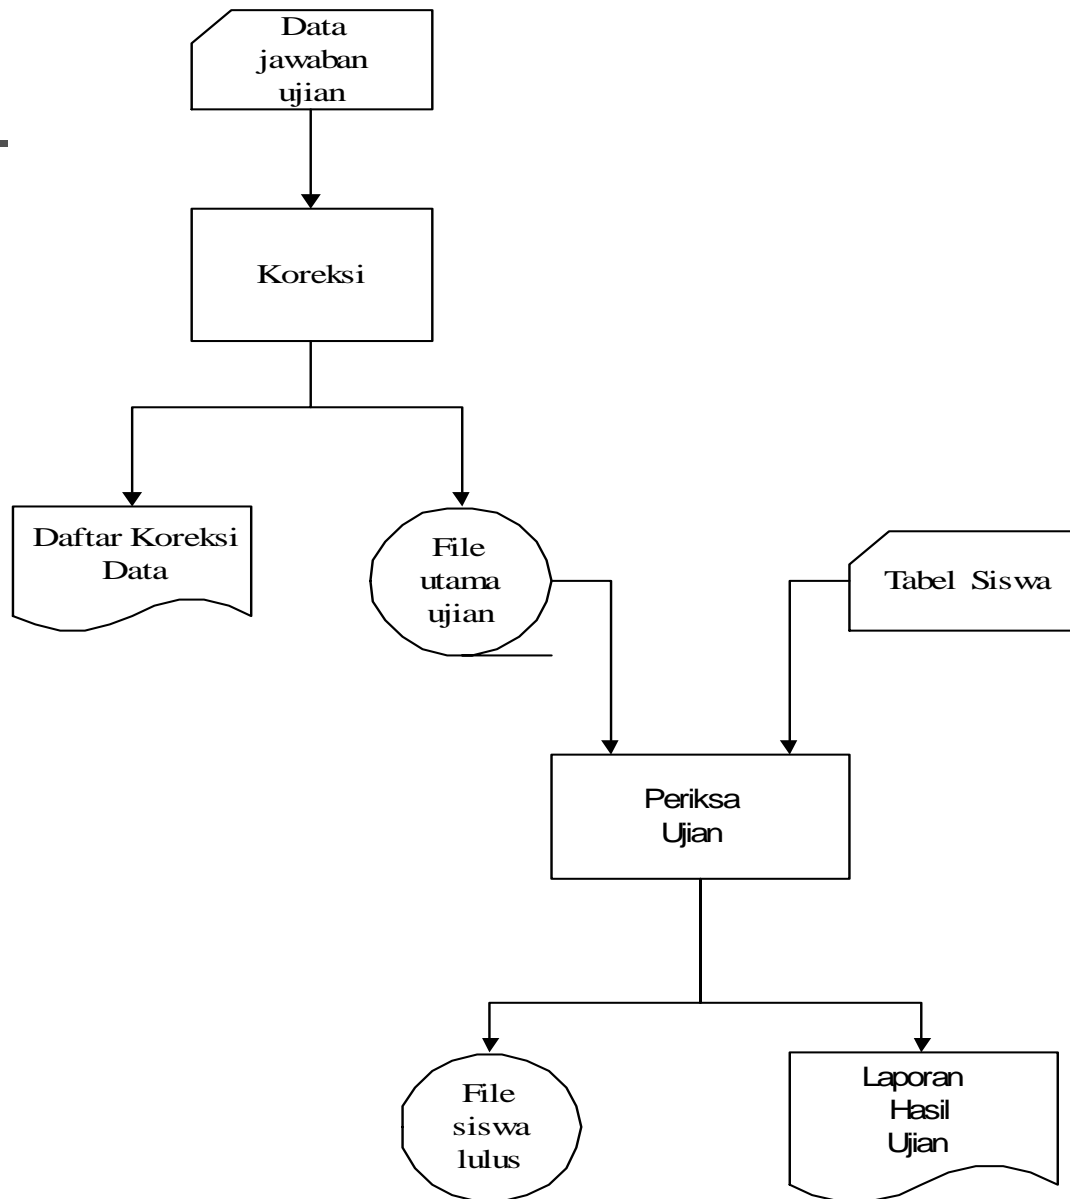 Data
jawaban
ujian
Koreksi
Daftar Koreksi
Data
File
utama
ujian
Tabel Siswa
Periksa
Ujian
File
siswa
lulus
Laporan
Hasil
Ujian